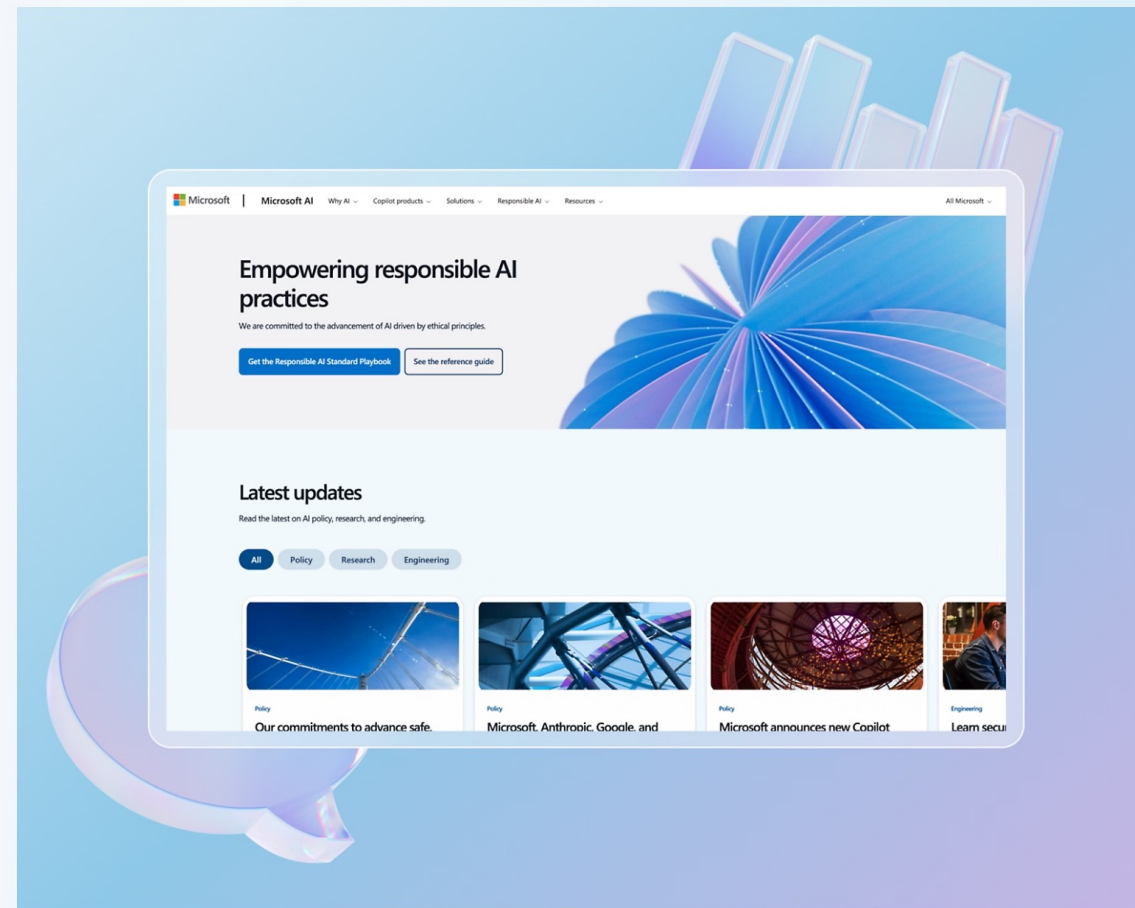 Microsoft | Microsoft AI Why AI Copilot products Solutions Responsible AI Resources All Microsoft
Empowering responsible AI
practices
We are committed to the advancement of AI driven by ethical principles.
Get the Responsible AI Standard Playbook See the reference guide
Latest updates
Read the latest on AI policy, research, and engineering.
All Policy Research Engineering
Policy Policy Policy Engineering
Our commitments to advance safe, Microsoft, Anthropic, Google, and Microsoft announces new Copilot Learn secu